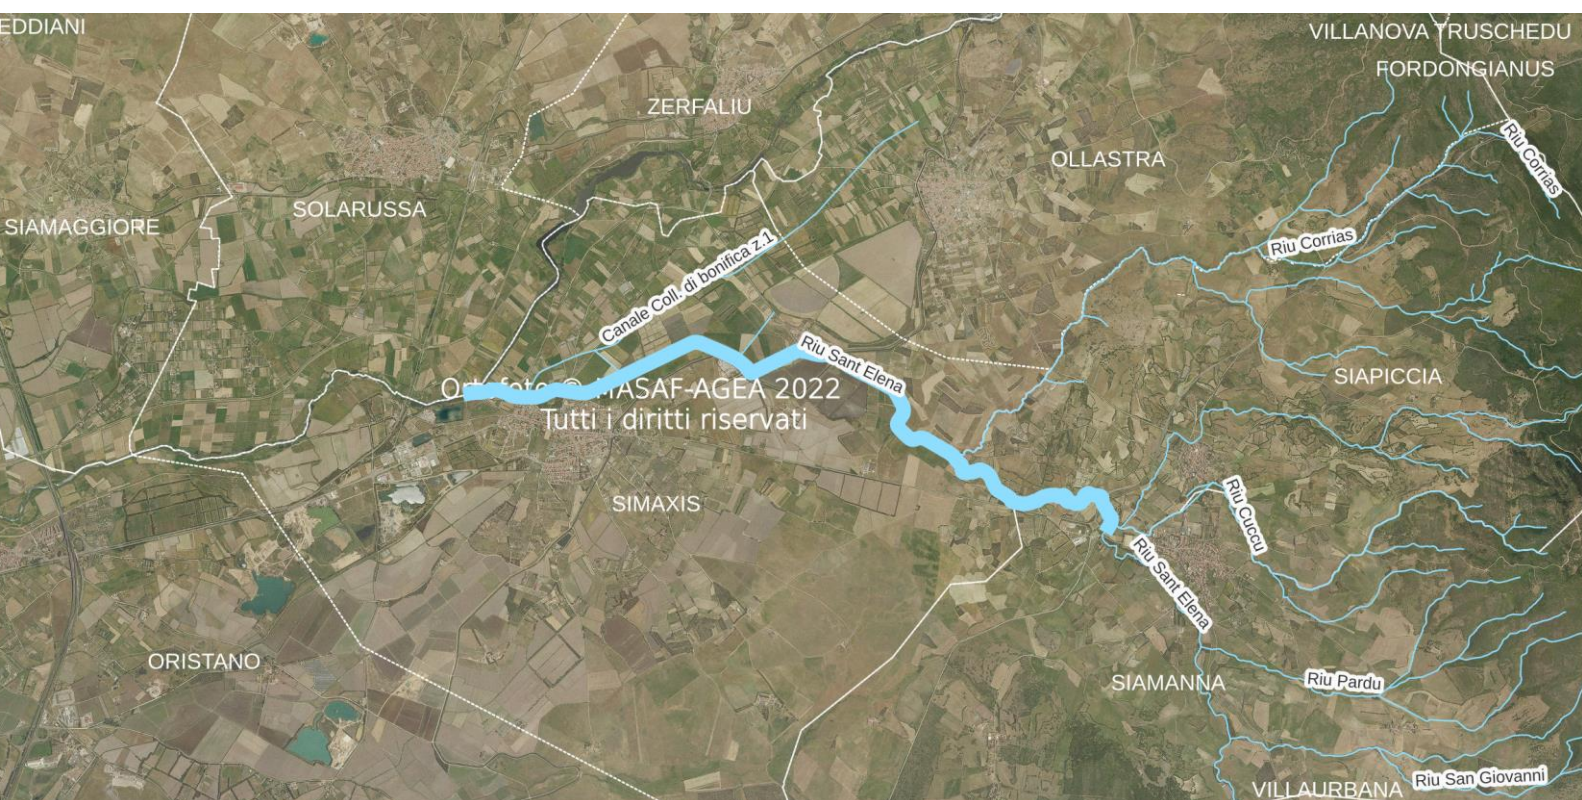 EDDIANI
VILLANOVA TRUSCHEDU
FORDONGIANUS
ZERFALIU
Riu Corrias
OLLASTRA
SOLARUSSA
SIAMAGGIORE
Riu Corrias
Canale Coll. di bonifica z.1
Riu Sant Elena
SIAPICCIA
Ortofoto © MASAF-AGEA 2022
Tutti i diritti riservati
SIMAXIS
Riu Cuccu
Riu Sant Elena
ORISTANO
SIAMANNA
Riu Pardu
Riu San Giovanni
VILLAURBANA